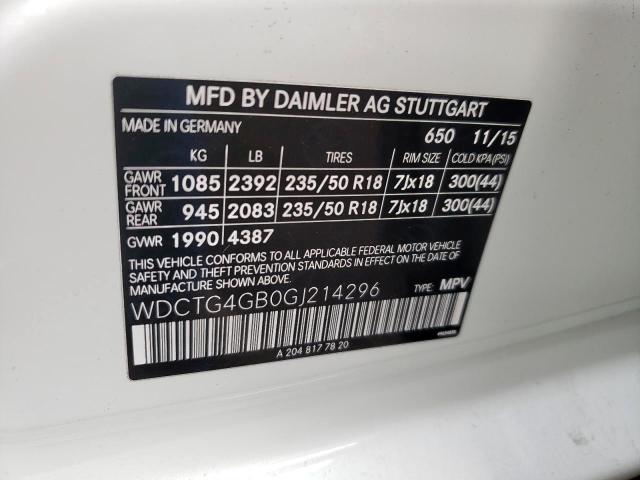 MFD BY DAIMLER AG STUTTGART
MADE IN GERMANY 650 11/15
KG LB TIRES RIM SIZE COLD KPA(PSI)
GAWR FRONT 1085 2392 235/50 R18 7Jx18 300(44)
GAWR REAR 945 2083 235/50 R18 7Jx18 300(44)
GVWR 1990 4387
THIS VEHICLE CONFORMS TO ALL APPLICABLE FEDERAL MOTOR VEHICLE
SAFETY AND THEFT PREVENTION STANDARDS IN EFFECT ON THE DATE
OF MANUFACTURE SHOWN ABOVE.
WDCTG4GB0GJ214296 TYPE: MPV
A 204 817 78 20